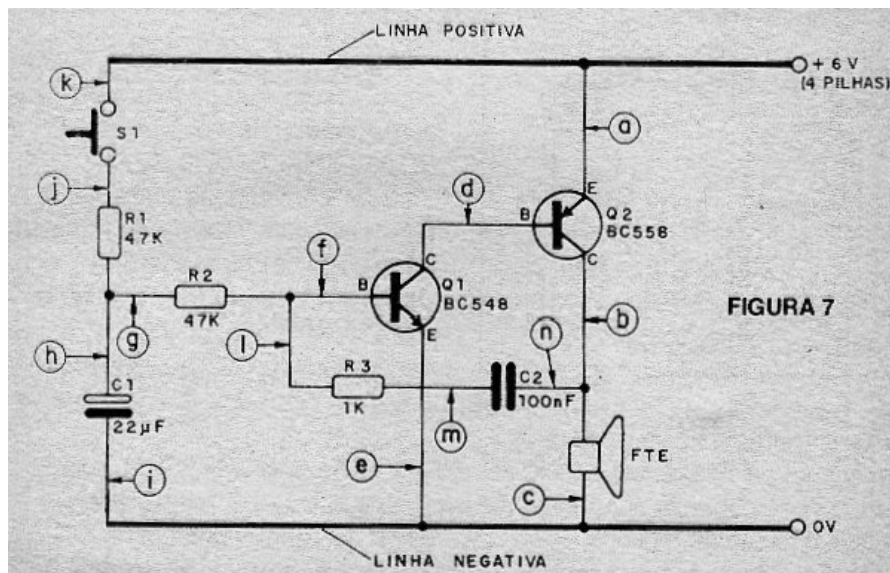 LINHA POSITIVA
+ 6 V
(4 PILHAS)
k
S1
a
j
d
E
B
Q2
BC558
C
R1
47K
f
R2
47K
B
C
Q1
BC548
E
g
b
FIGURA 7
n
h
l
R3
1K
C2
100nF
m
C1
22µF
FTE
e
i
c
0V
LINHA NEGATIVA